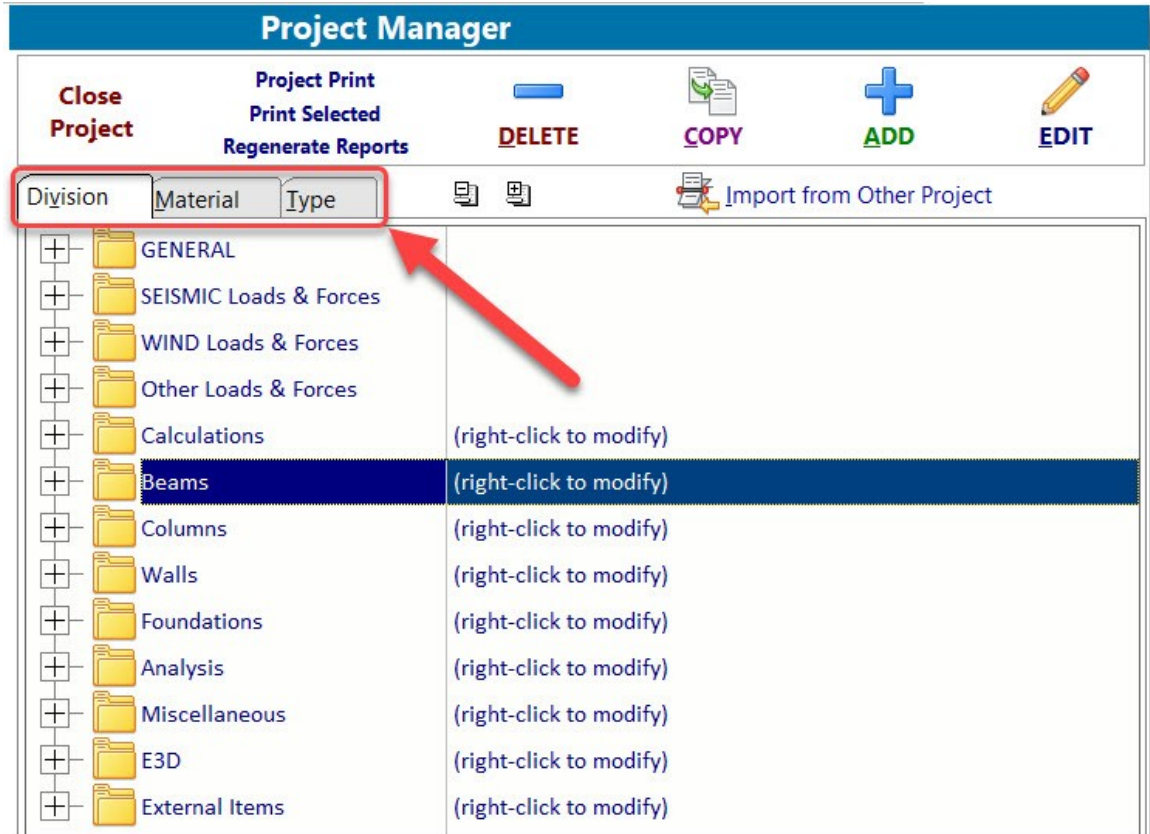 Project Manager
Close Project
Project Print
Print Selected
Regenerate Reports
DELETE
COPY
ADD
EDIT
Division Material Type
Import from Other Project
GENERAL
SEISMIC Loads & Forces
WIND Loads & Forces
Other Loads & Forces
Calculations (right-click to modify)
Beams (right-click to modify)
Columns (right-click to modify)
Walls (right-click to modify)
Foundations (right-click to modify)
Analysis (right-click to modify)
Miscellaneous (right-click to modify)
E3D (right-click to modify)
External Items (right-click to modify)